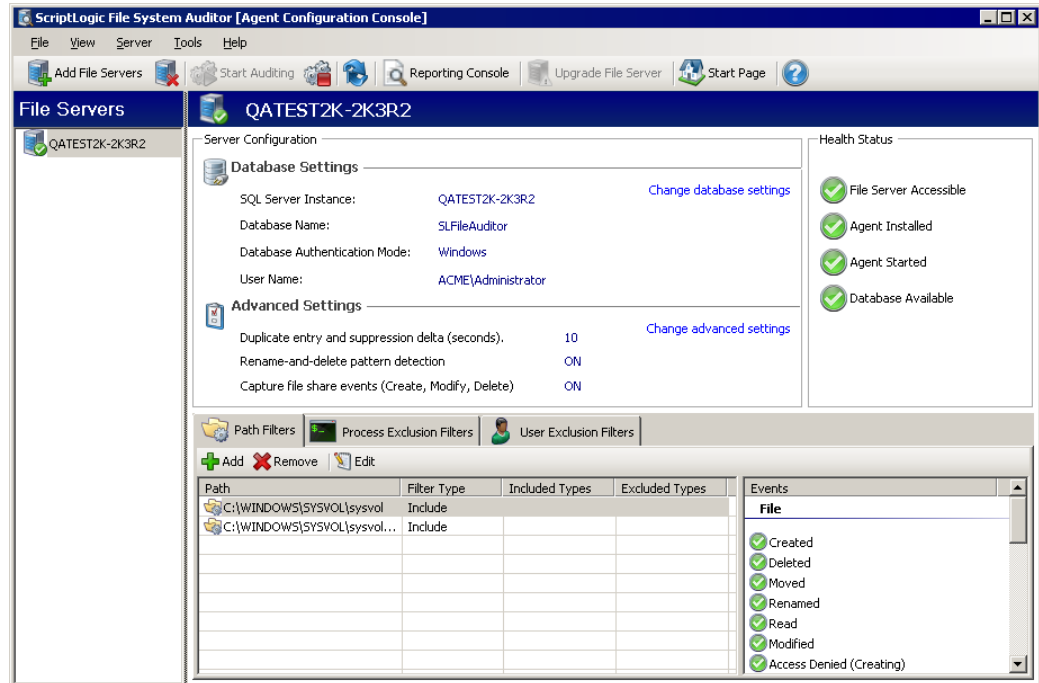 ScriptLogic File System Auditor [Agent Configuration Console]
File View Server Tools Help
Add File Servers Start Auditing Reporting Console Upgrade File Server Start Page
File Servers
QATEST2K-2K3R2
QATEST2K-2K3R2
Server Configuration
Database Settings
SQL Server Instance: QATEST2K-2K3R2 Change database settings
Database Name: SLFileAuditor
Database Authentication Mode: Windows
User Name: ACME\Administrator
Advanced Settings
Duplicate entry and suppression delta (seconds). 10 Change advanced settings
Rename-and-delete pattern detection ON
Capture file share events (Create, Modify, Delete) ON
Health Status
File Server Accessible
Agent Installed
Agent Started
Database Available
Path Filters Process Exclusion Filters User Exclusion Filters
Add Remove Edit
Path Filter Type Included Types Excluded Types
C:\WINDOWS\SYSVOL\sysvol Include
C:\WINDOWS\SYSVOL\sysvol... Include
Events
File
Created
Deleted
Moved
Renamed
Read
Modified
Access Denied (Creating)